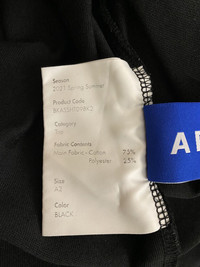 Season
2021 Spring Summer
Product Code
Category
Top
Fabric Contents
Main Fabric: Cotton 75%
Polyester 25%
Size
A2
Color
BLACK